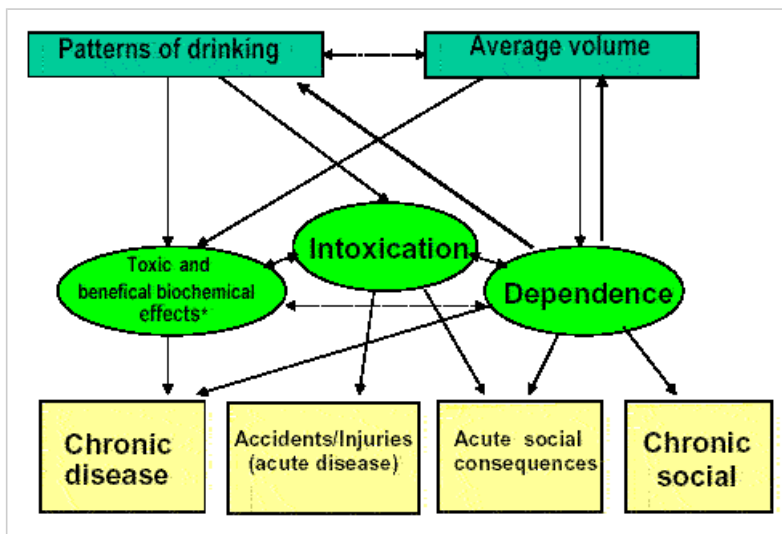 Patterns of drinking
Average volume
Intoxication
Toxic and
benefical biochemical
effects*
Dependence
Chronic
disease
Accidents/Injuries
(acute disease)
Acute social
consequences
Chronic
social